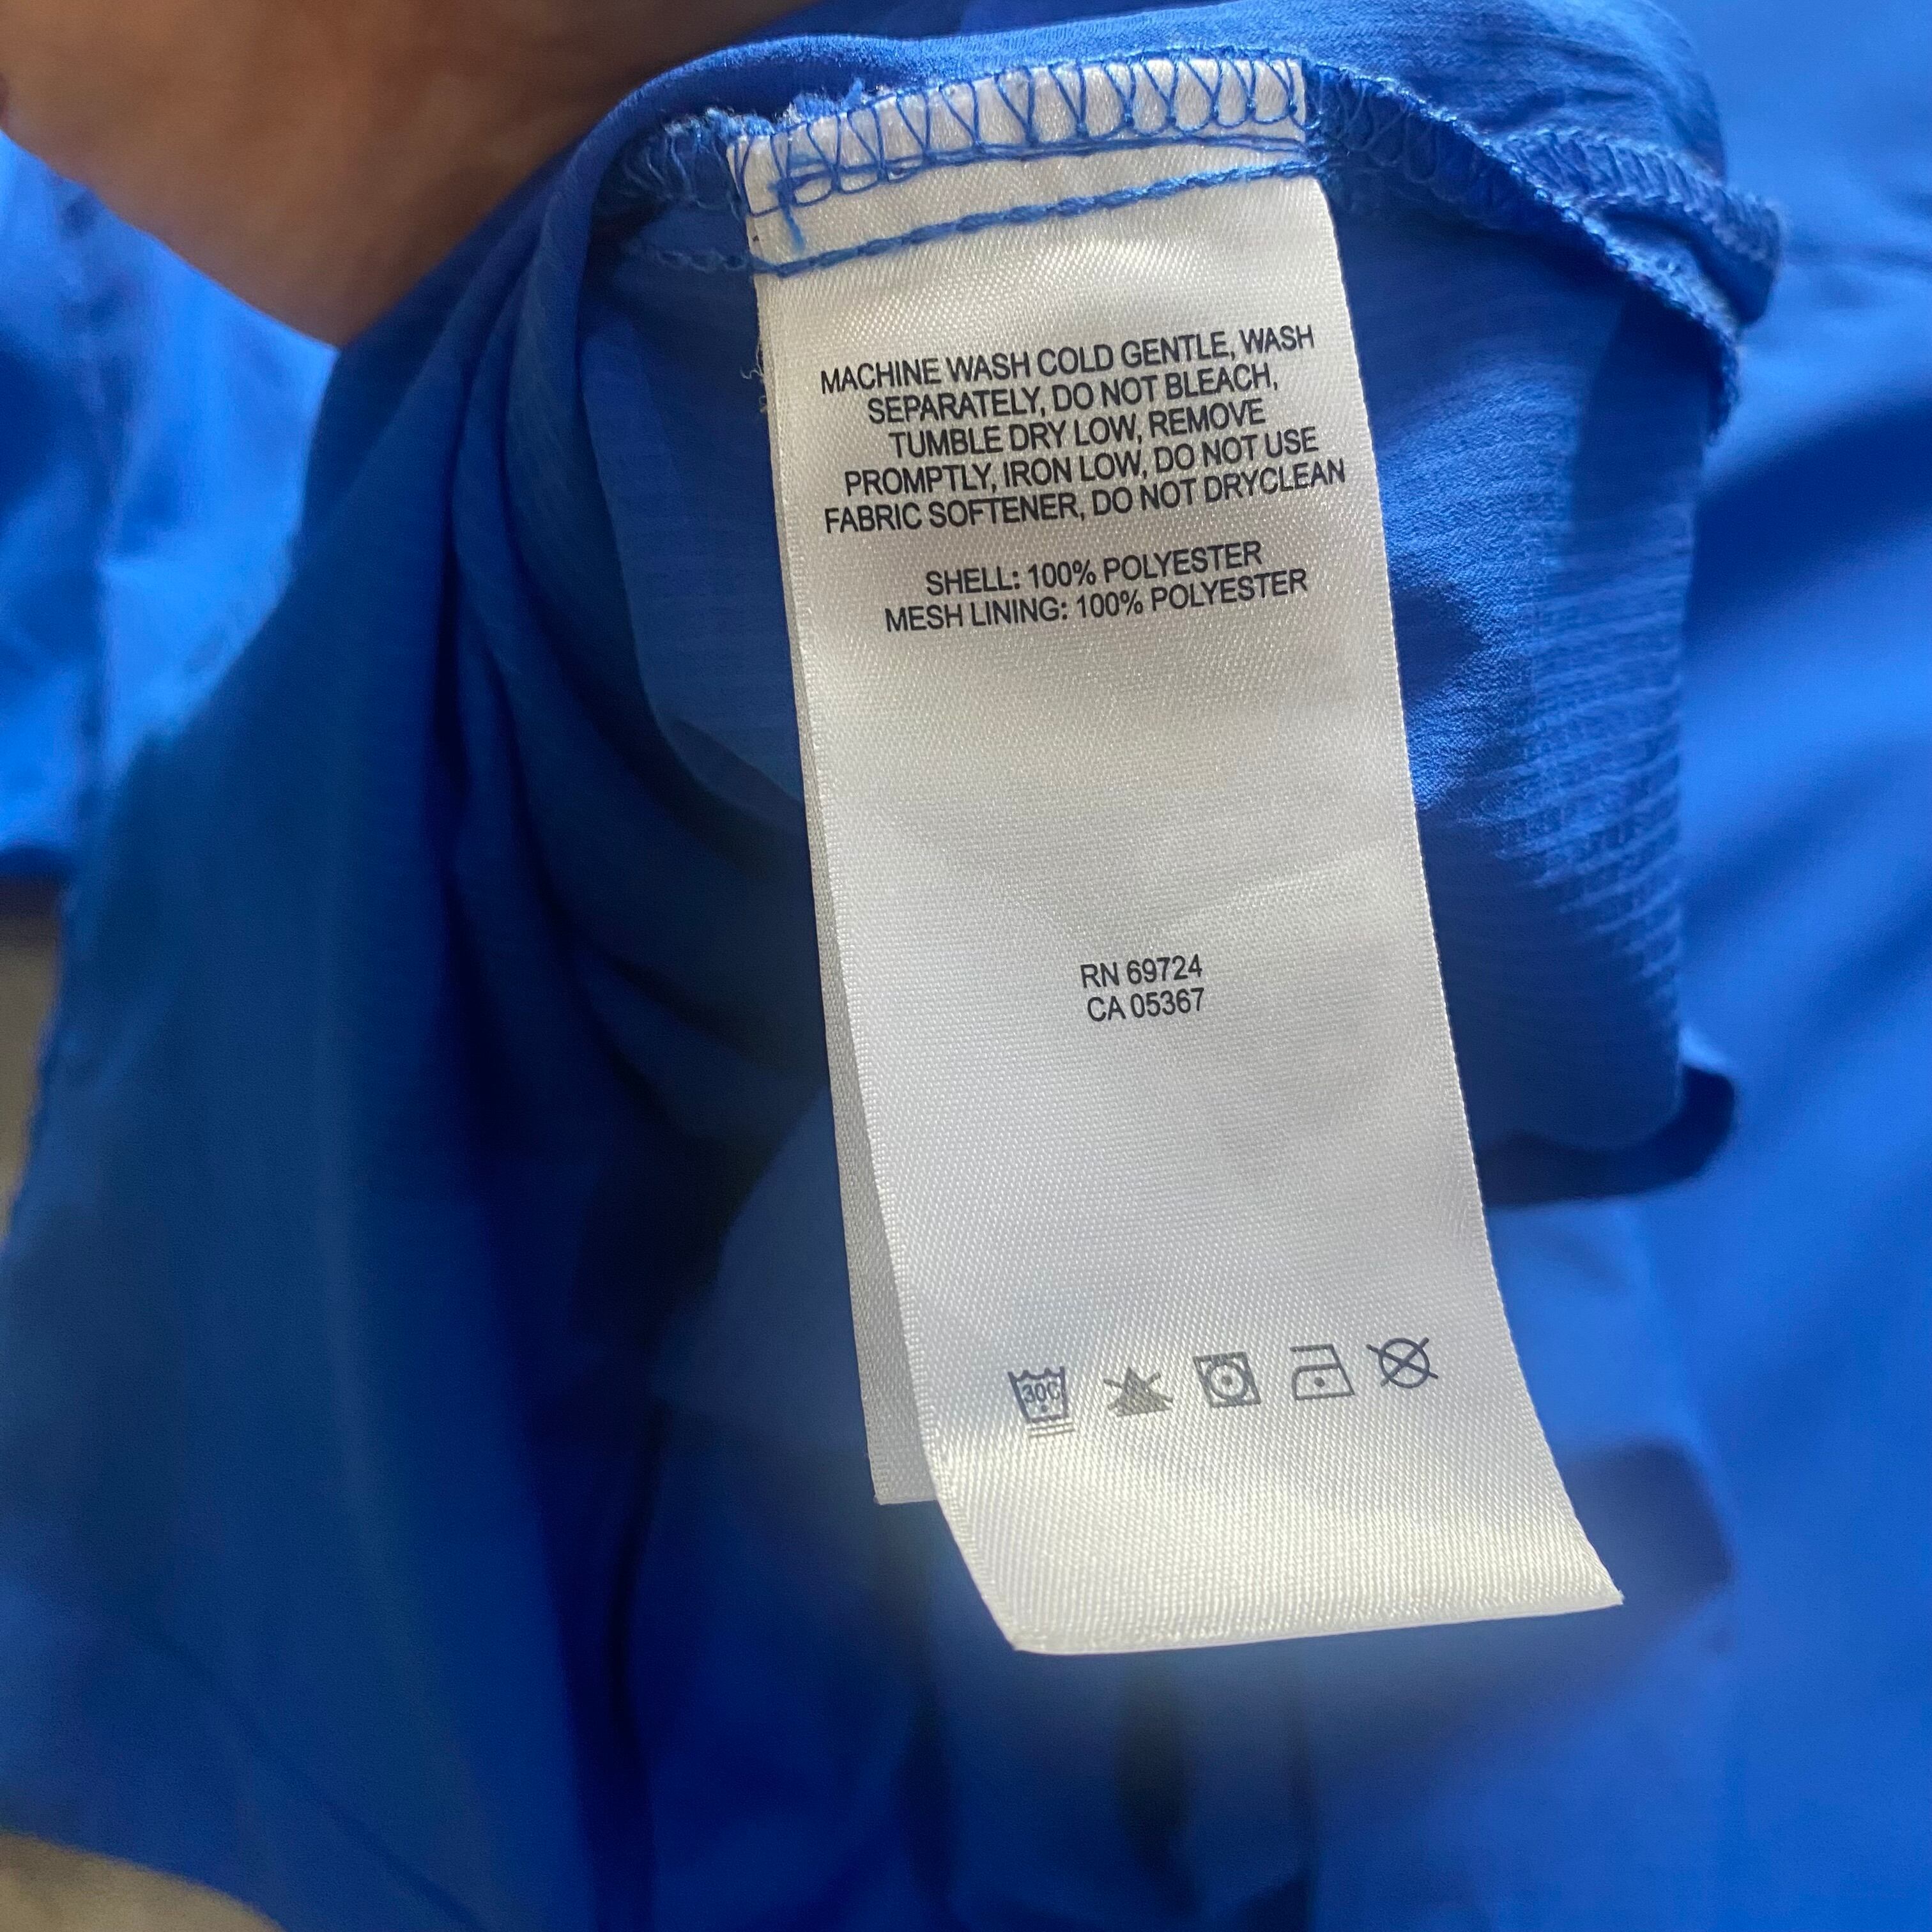 MACHINE WASH COLD GENTLE, WASH
SEPARATELY, DO NOT BLEACH,
TUMBLE DRY LOW, REMOVE
PROMPTLY, IRON LOW, DO NOT USE
FABRIC SOFTENER, DO NOT DRYCLEAN
SHELL: 100% POLYESTER
MESH LINING: 100% POLYESTER
RN 69724
CA 05367
30C